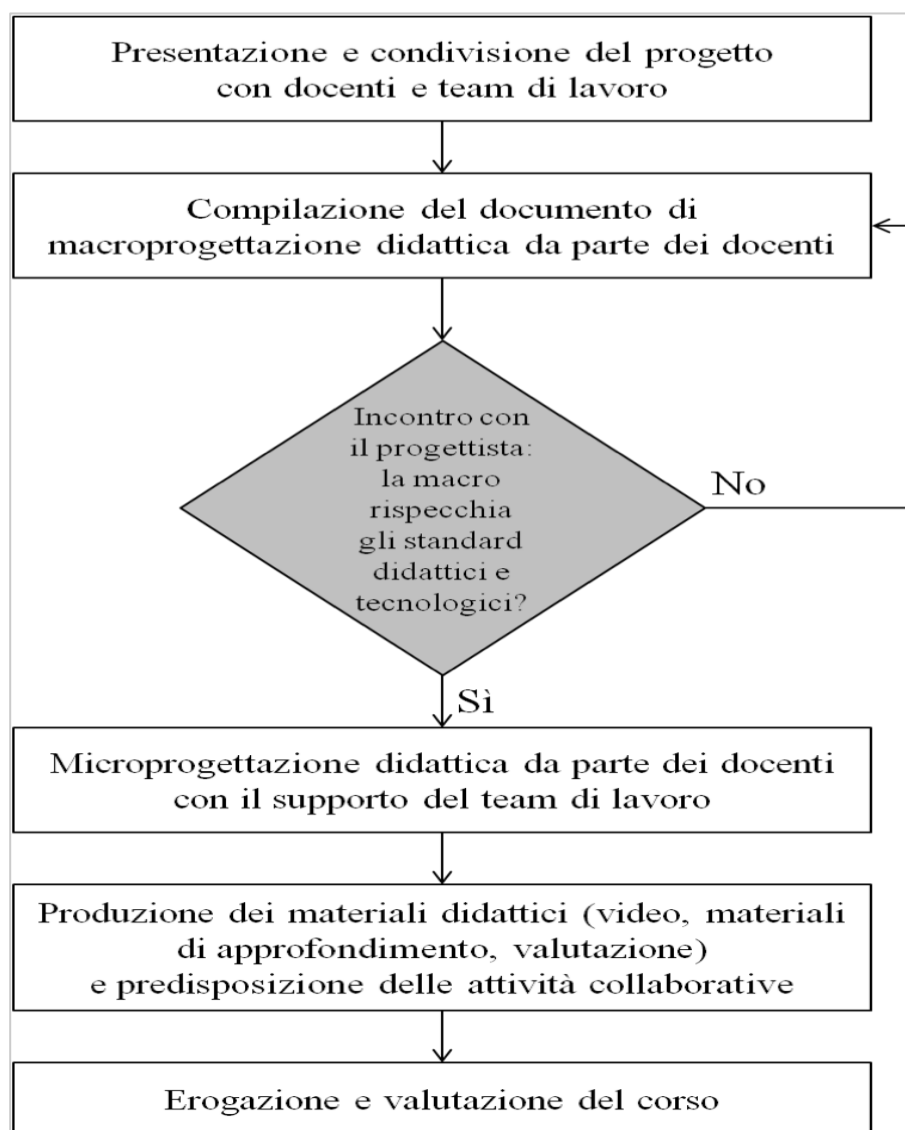 Presentazione e condivisione del progetto
con docenti e team di lavoro
Compilazione del documento di
macroprogettazione didattica da parte dei docenti
Incontro con
il progettista:
la macro
rispecchia
gli standard
didattici e
tecnologici?
No
Sì
Microprogettazione didattica da parte dei docenti
con il supporto del team di lavoro
Produzione dei materiali didattici (video, materiali
di approfondimento, valutazione)
e predisposizione delle attività collaborative
Erogazione e valutazione del corso